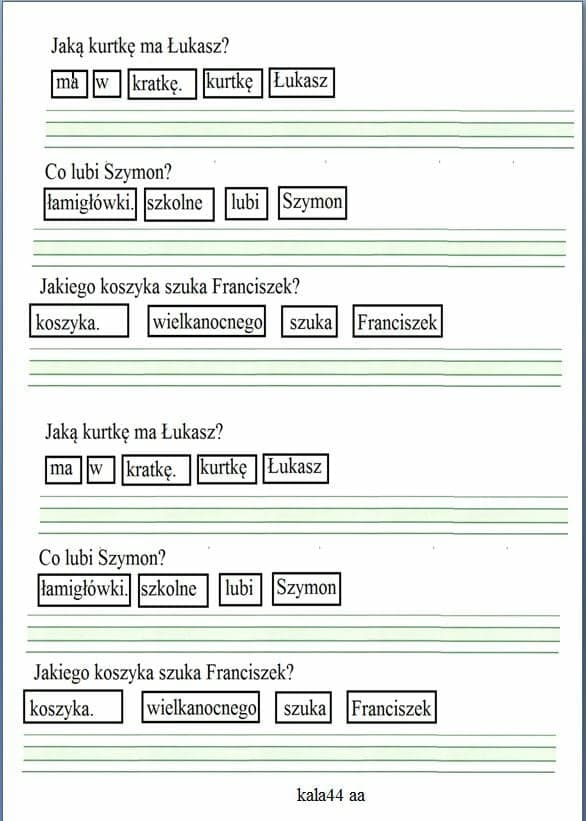 Jaką kurtkę ma Łukasz?
ma w kratkę. kurtkę Łukasz
Co lubi Szymon?
łamigłówki. szkolne lubi Szymon
Jakiego koszyka szuka Franciszek?
koszyka. wielkanocnego szuka Franciszek
Jaką kurtkę ma Łukasz?
ma w kratkę. kurtkę Łukasz
Co lubi Szymon?
łamigłówki. szkolne lubi Szymon
Jakiego koszyka szuka Franciszek?
koszyka. wielkanocnego szuka Franciszek
kala44 aa